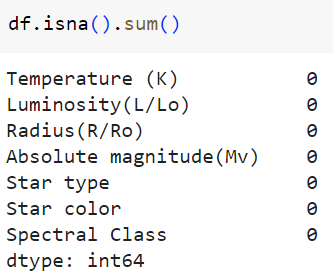 df.isna().sum()
Temperature (K) 0
Luminosity(L/Lo) 0
Radius(R/Ro) 0
Absolute magnitude(Mv) 0
Star type 0
Star color 0
Spectral Class 0
dtype: int64